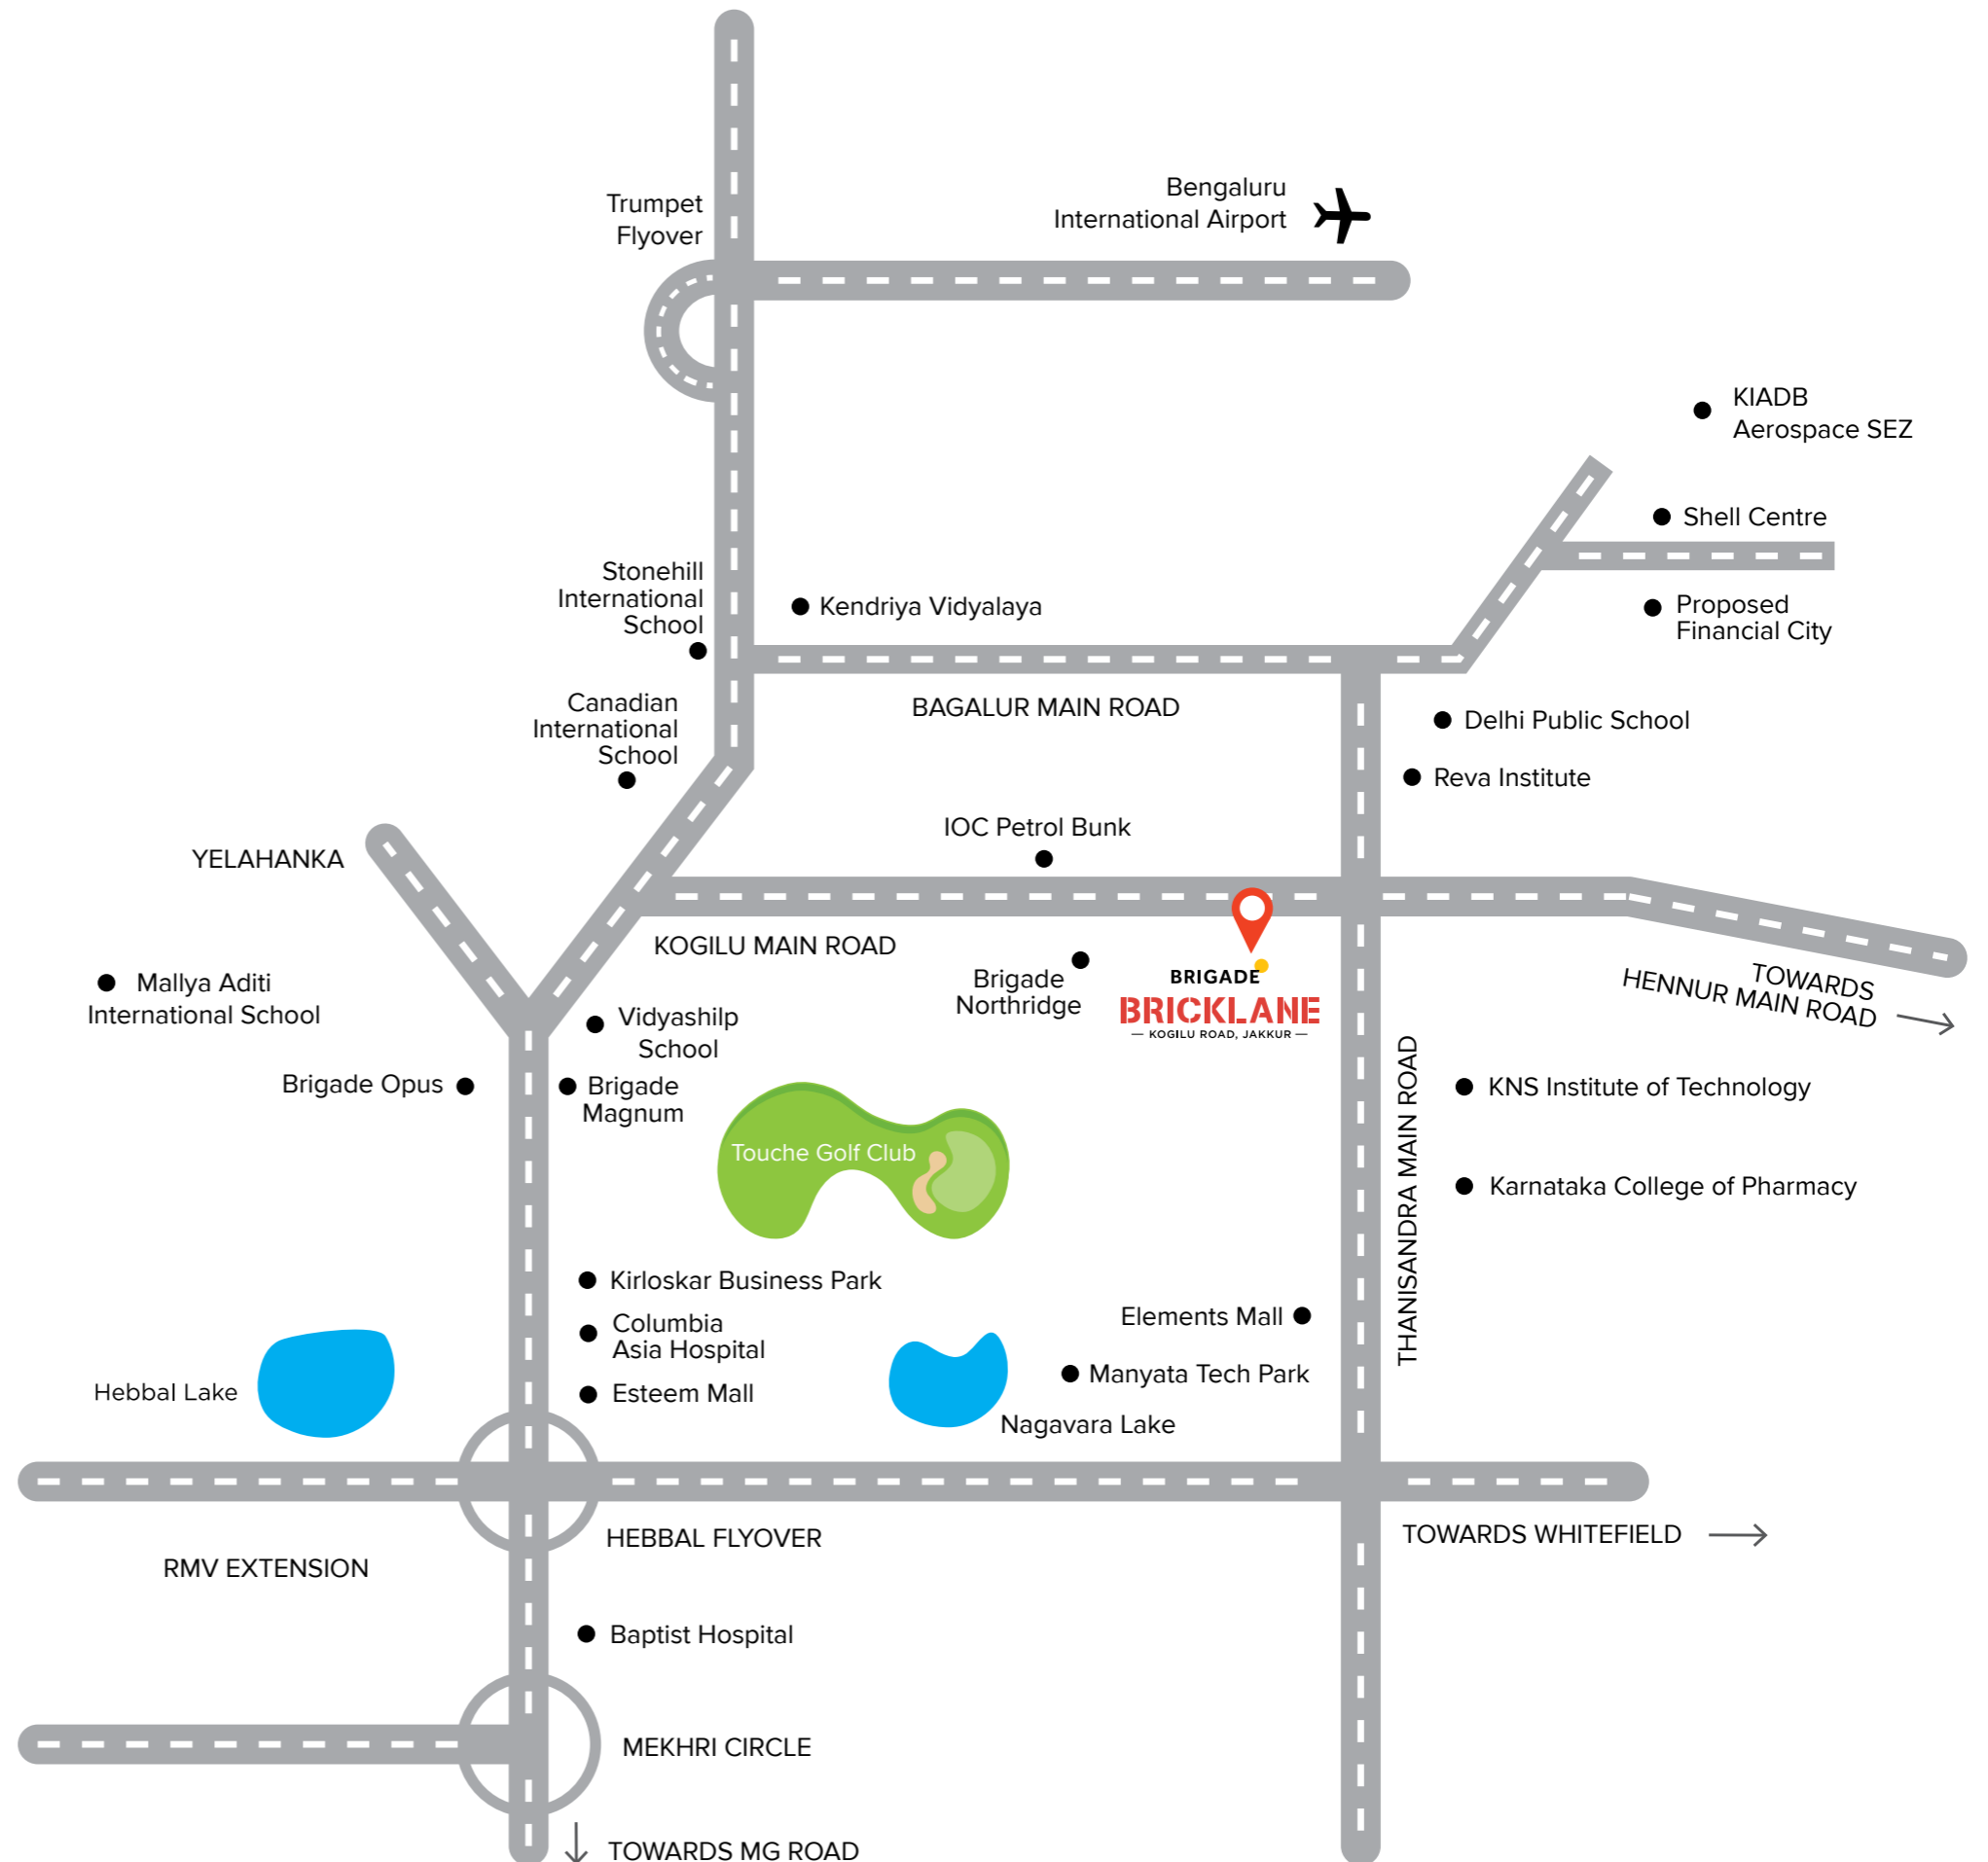 Trumpet
Flyover
Bengaluru
International Airport
KIADB
Aerospace SEZ
Shell Centre
Proposed
Financial City
Stonehill
International
School
Kendriya Vidyalaya
BAGALUR MAIN ROAD
Canadian
International
School
Delhi Public School
Reva Institute
IOC Petrol Bunk
YELAHANKA
KOGILU MAIN ROAD
Mallya Aditi
International School
Brigade
Northridge
BRIGADE
BRICKLANE
— KOGILU ROAD, JAKKUR —
TOWARDS
HENNUR MAIN ROAD
Vidyashilp
School
Brigade Opus
Brigade
Magnum
THANISANDRA MAIN ROAD
KNS Institute of Technology
Touche Golf Club
Karnataka College of Pharmacy
Kirloskar Business Park
Columbia
Asia Hospital
Esteem Mall
Elements Mall
Manyata Tech Park
Hebbal Lake
Nagavara Lake
HEBBAL FLYOVER
TOWARDS WHITEFIELD
RMV EXTENSION
Baptist Hospital
MEKHRI CIRCLE
TOWARDS MG ROAD